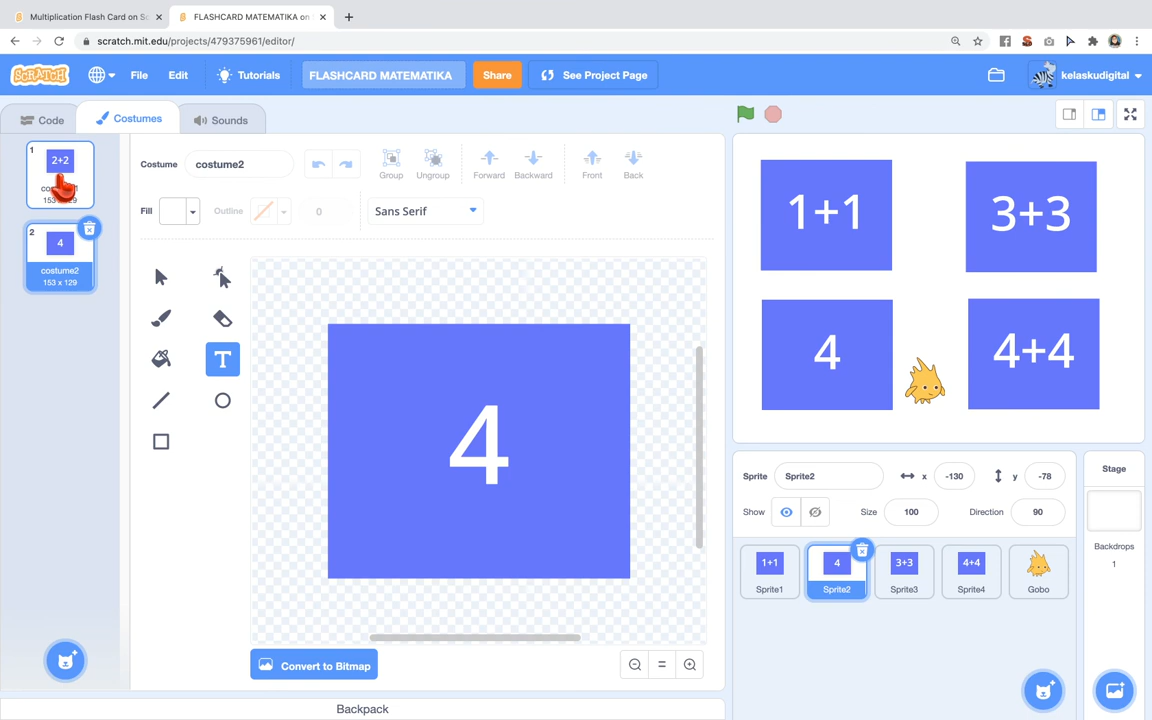 Multiplication Flash Card on Sc
FLASHCARD MATEMATIKA on
scratch.mit.edu/projects/479375961/editor/
SCRATCH
File
Edit
Tutorials
FLASHCARD MATEMATIKA
Share
See Project Page
kelaskudigital
Code
Costumes
Sounds
1
2+2
153
29
2
4
costume2
153 x 129
Costume
costume2
Group
Ungroup
Forward
Backward
Front
Back
Fill
Outline
0
Sans Serif
T
4
Convert to Bitmap
Backpack
1+1
3+3
4
4+4
Sprite
Sprite2
x
-130
y
-78
Show
Size
100
Direction
90
1+1
Sprite1
4
Sprite2
3+3
Sprite3
4+4
Sprite4
Gobo
Stage
Backdrops
1